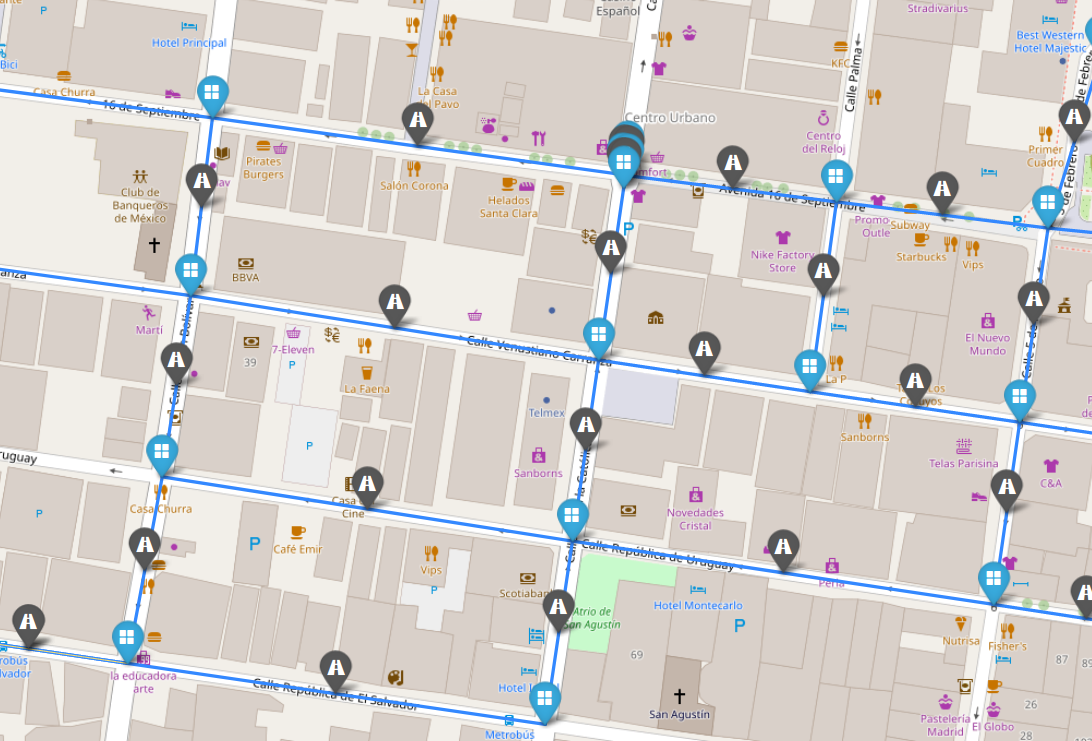 Español
Stradivarius
Hotel Principal
Best Western
Hotel Majestic
Bici
KFC
Calle Palma
Casa Churra
La Casa
del Pavo
16 de Septiembre
Centro Urbano
Centro
del Reloj
Primer
Cuadro
Pirates
Burgers
Salón Corona
Club de
Banqueros
de México
Helados
Santa Clara
Avenida 16 de Septiembre
Promo
Outle
Subway
P
Nike Factory
Store
Starbucks
Vips
BBVA
Martí
7-Eleven
P
39
Calle Venustiano Carranza
El Nuevo
Mundo
La Faena
La P
Telmex
Sanborns
Telas Parisina
C&A
P
Sanborns
Casa
Cine
Novedades
Cristal
Casa Churra
P
P
Café Emir
Calle República de Uruguay
Vips
P
Perla
Scotiabank
Hotel Montecarlo
Atrio de
San Agustín
P
Nutrisa
Fisher's
69
87
la educadora
arte
Calle República de El Salvador
Hotel
San Agustín
26
28
Pastelería
Madrid
El Globo
Metrobús